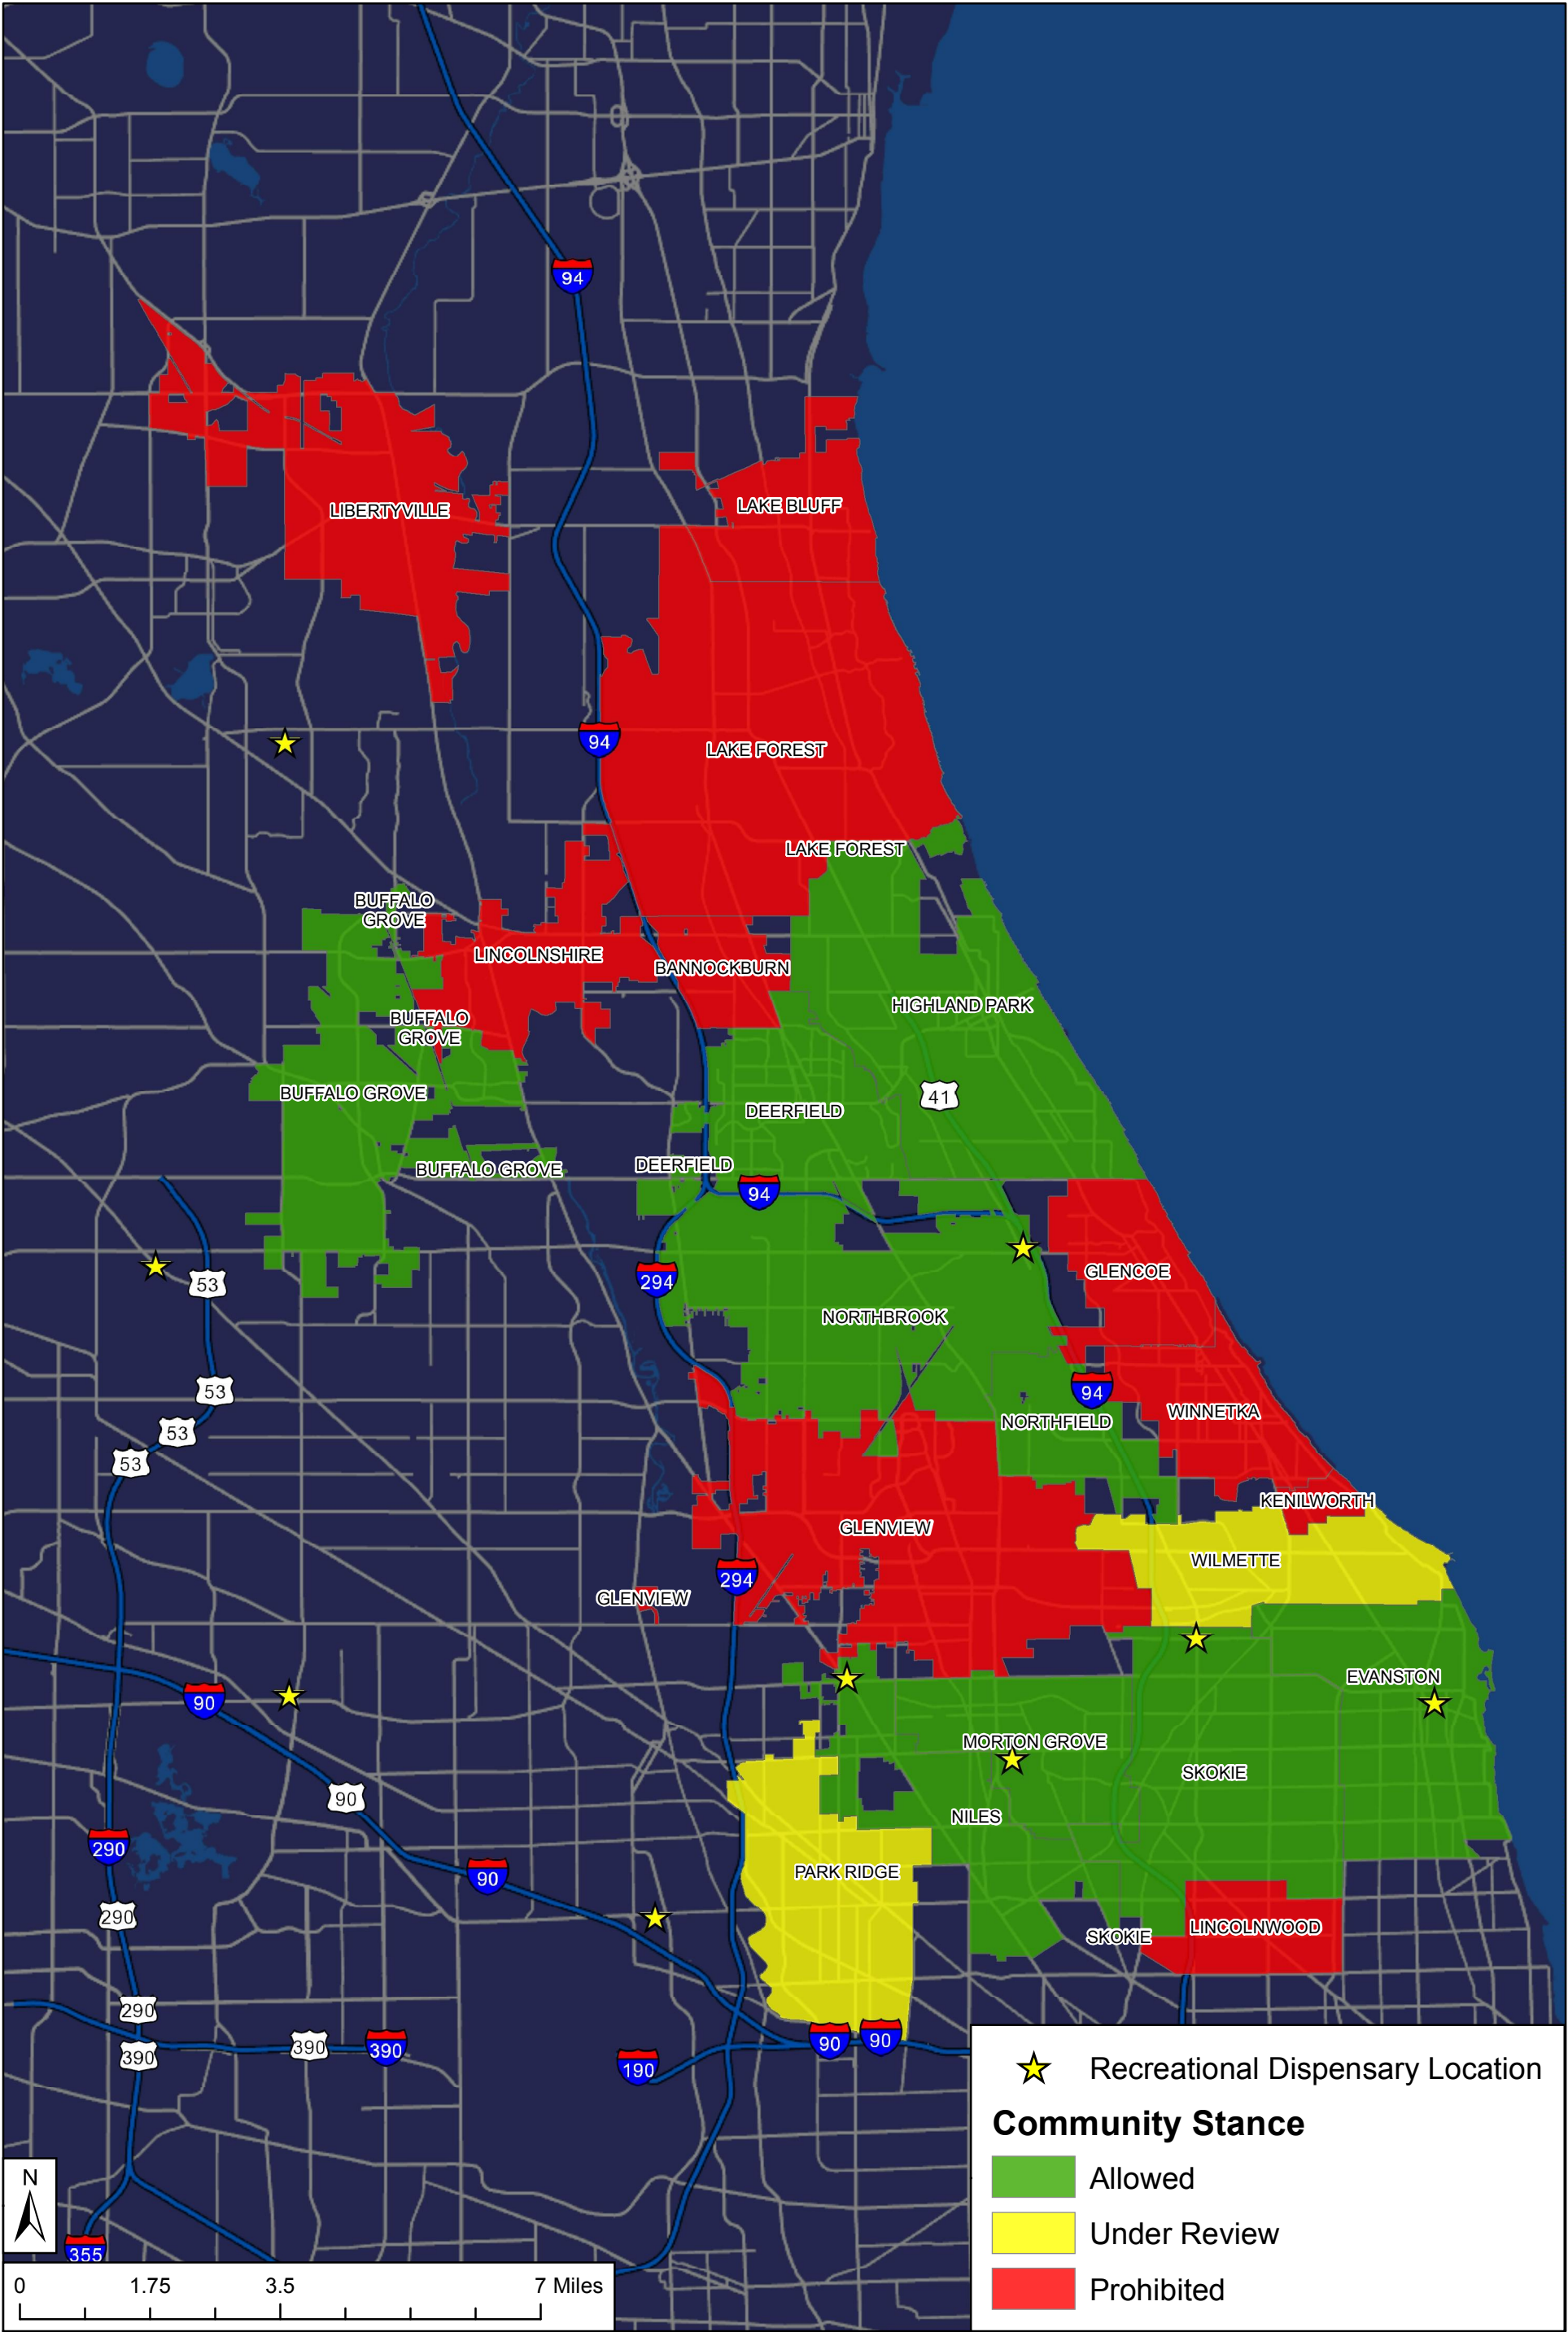 94
LIBERTYVILLE
LAKE BLUFF
94
LAKE FOREST
LAKE FOREST
BUFFALO
GROVE
LINCOLNSHIRE
BANNOCKBURN
HIGHLAND PARK
BUFFALO
GROVE
BUFFALO GROVE
41
DEERFIELD
BUFFALO GROVE
DEERFIELD
94
53
294
GLENCOE
NORTHBROOK
53
94
53
NORTHFIELD
WINNETKA
53
KENILWORTH
GLENVIEW
WILMETTE
294
GLENVIEW
EVANSTON
90
MORTON GROVE
SKOKIE
90
NILES
290
PARK RIDGE
90
290
LINCOLNWOOD
SKOKIE
290
390
390
390
190
90
90
355
N
0 1.75 3.5 7 Miles
Recreational Dispensary Location
Community Stance
Allowed
Under Review
Prohibited